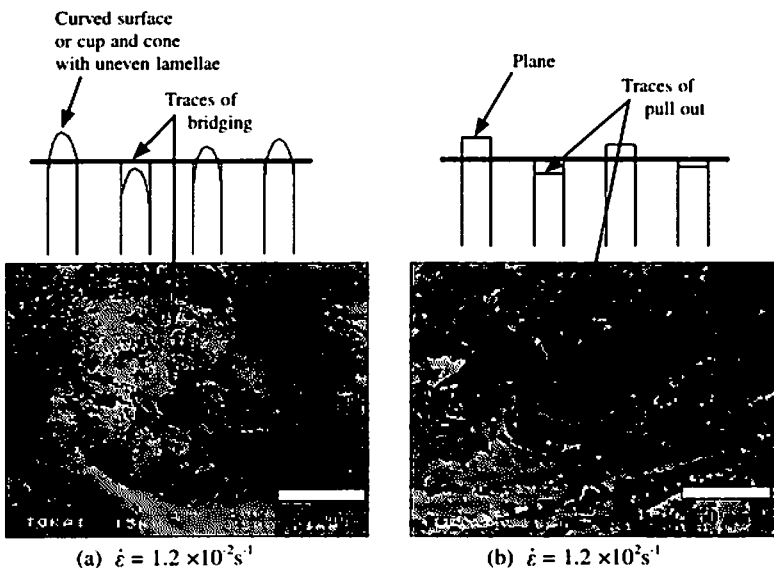 Curved surface
or cup and cone
with uneven lamellae
Traces of
bridging
Plane
Traces of
pull out
TOKAI
(a) ε̇ = 1.2 ×10⁻²s⁻¹
(b) ε̇ = 1.2 ×10²s⁻¹